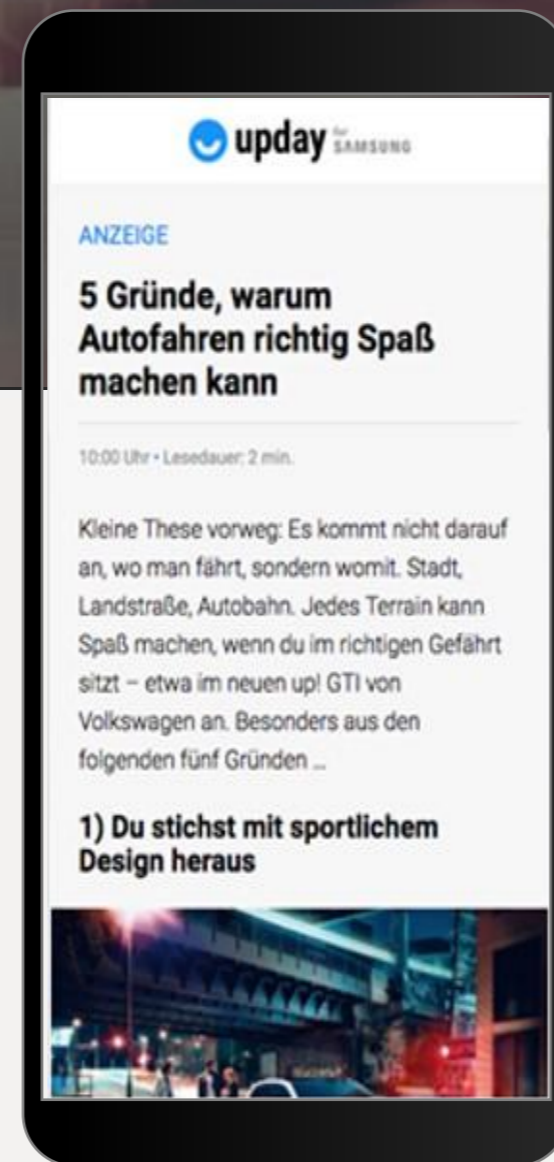 upday for
SAMSUNG
ANZEIGE
5 Gründe, warum
Autofahren richtig Spaß
machen kann
10:00 Uhr • Lesedauer: 2 min.
Kleine These vorweg: Es kommt nicht darauf
an, wo man fährt, sondern womit. Stadt,
Landstraße, Autobahn. Jedes Terrain kann
Spaß machen, wenn du im richtigen Gefährt
sitzt – etwa im neuen up! GTI von
Volkswagen an. Besonders aus den
folgenden fünf Gründen ...
1) Du stichst mit sportlichem
Design heraus